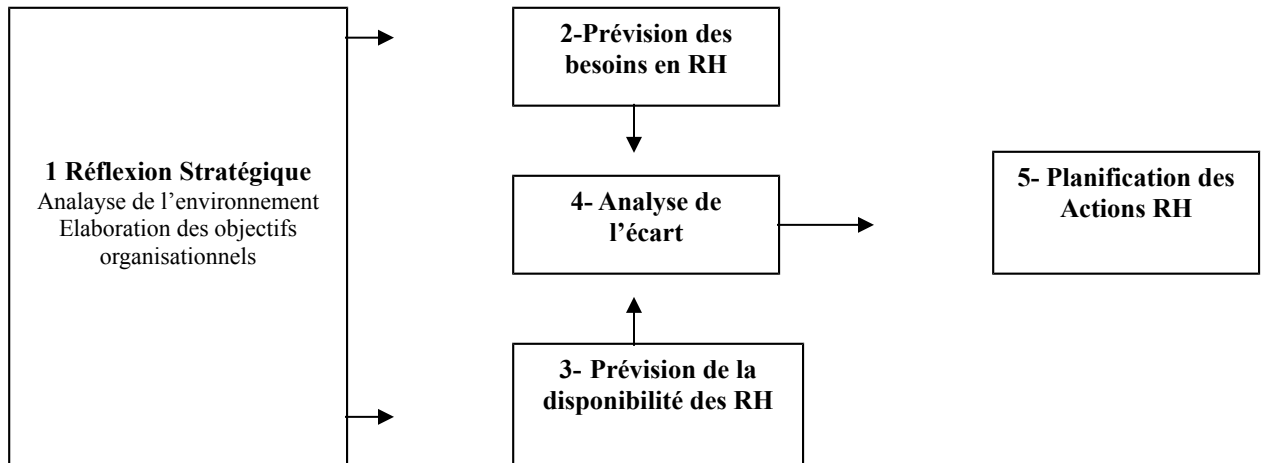 1 Réflexion Stratégique
Analayse de l’environnement
Elaboration des objectifs
organisationnels
2-Prévision des
besoins en RH
3- Prévision de la
disponibilité des RH
4- Analyse de
l’écart
5- Planification des
Actions RH